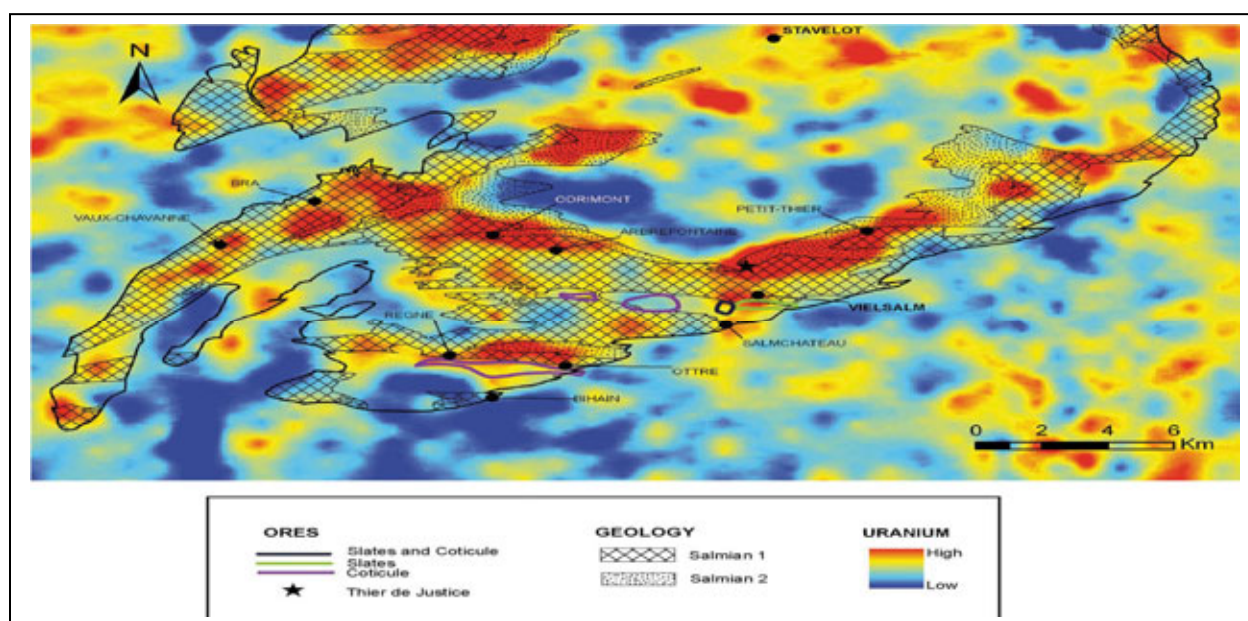 N
STAVELOT
BRA
VAUX-CHAVANNE
CORIMONT
PETIT-THIER
ARBREFONTAINE
VIELSALM
REGNE
SALMCHATEAU
OTTRE
BIHAIN
0 2 4 6
Km
ORES
Slates and Coticule
Slates
Coticule
Thier de Justice
GEOLOGY
Salmian 1
Salmian 2
URANIUM
High
Low